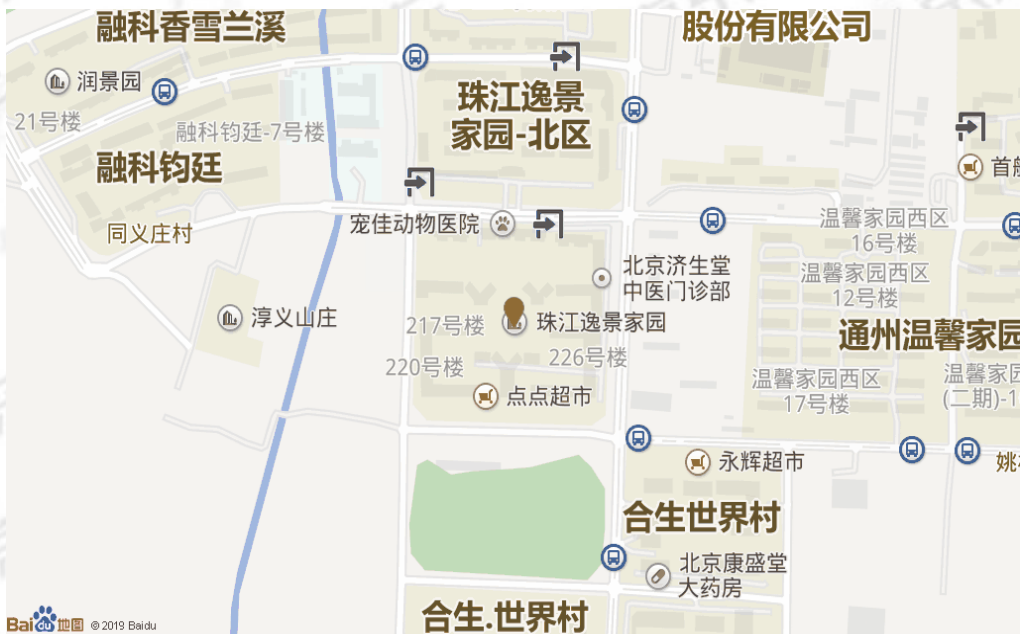 融科香雪兰溪
股份有限公司
润景园
珠江逸景
家园-北区
21号楼
融科钧廷-7号楼
融科钧廷
首航
同义庄村
宠佳动物医院
温馨家园西区
16号楼
北京济生堂
中医门诊部
温馨家园西区
12号楼
淳义山庄
217号楼
珠江逸景家园
通州温馨家园
220号楼
226号楼
温馨家园西区
17号楼
温馨家园
(二期)-1
点点超市
永辉超市
合生世界村
北京康盛堂
大药房
合生.世界村
Bai du 地图 © 2019 Baidu